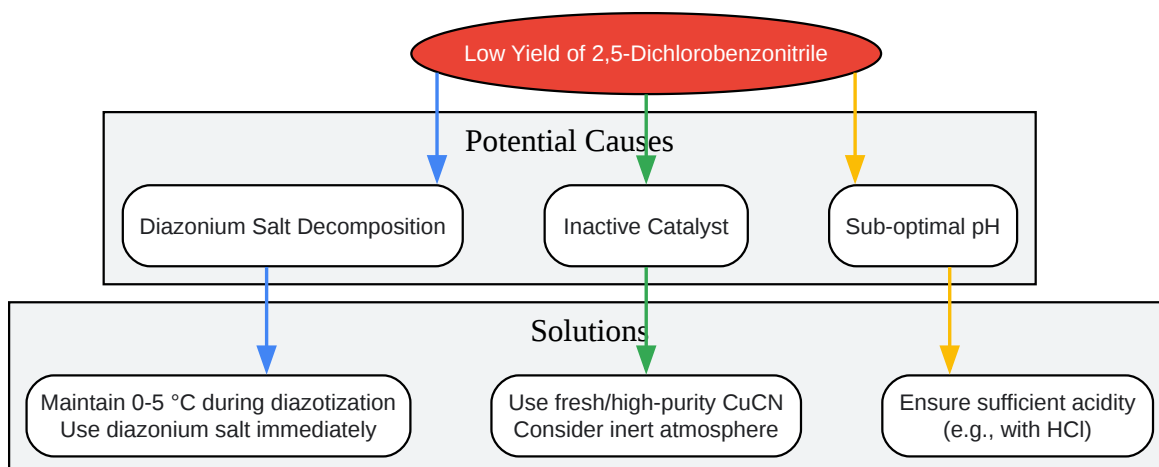 Low Yield of 2,5-Dichlorobenzonitrile
Potential Causes
Diazonium Salt Decomposition
Inactive Catalyst
Sub-optimal pH
Solutions
Maintain 0-5 °C during diazotization
Use diazonium salt immediately
Use fresh/high-purity CuCN
Consider inert atmosphere
Ensure sufficient acidity
(e.g., with HCl)